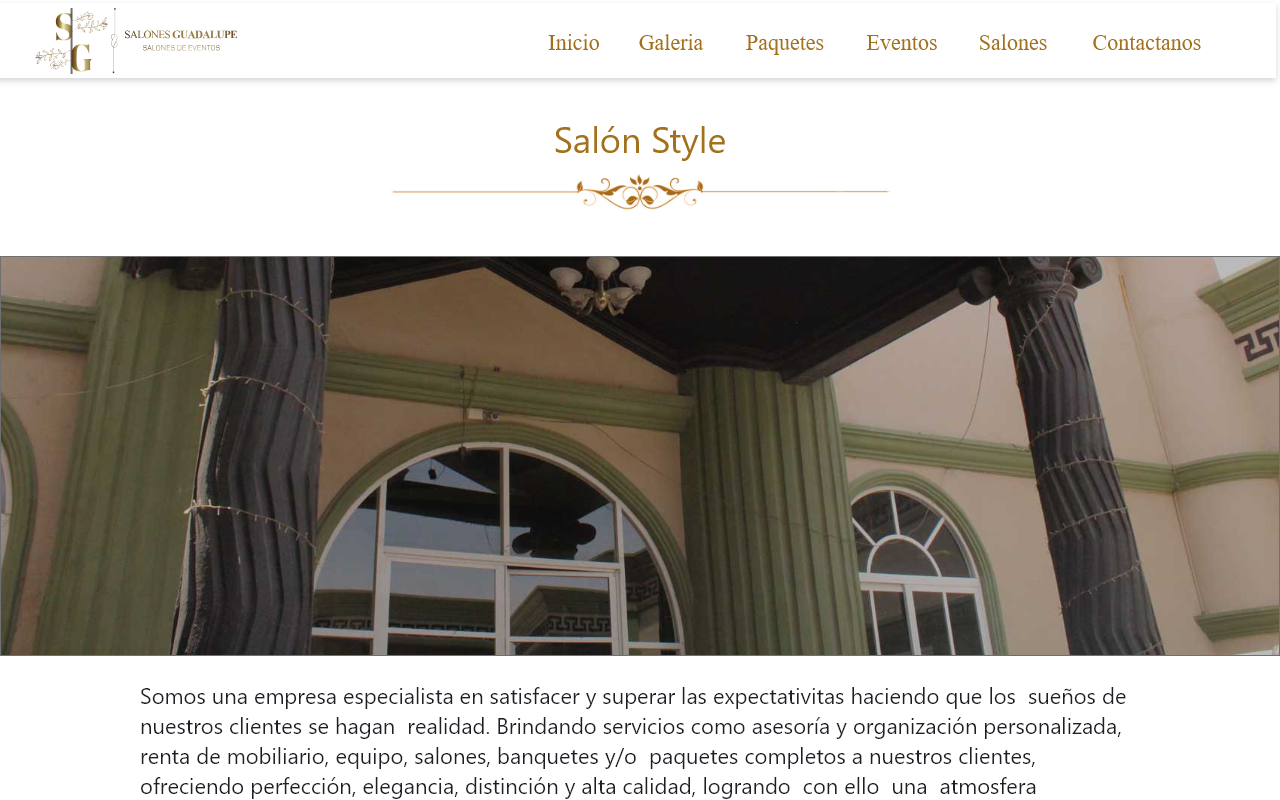 SG
SALONES GUADALUPE
SALONES DE EVENTOS
Inicio Galeria Paquetes Eventos Salones Contactanos
Salón Style
Somos una empresa especialista en satisfacer y superar las expectativitas haciendo que los sueños de
nuestros clientes se hagan realidad. Brindando servicios como asesoría y organización personalizada,
renta de mobiliario, equipo, salones, banquetes y/o paquetes completos a nuestros clientes,
ofreciendo perfección, elegancia, distinción y alta calidad, logrando con ello una atmosfera